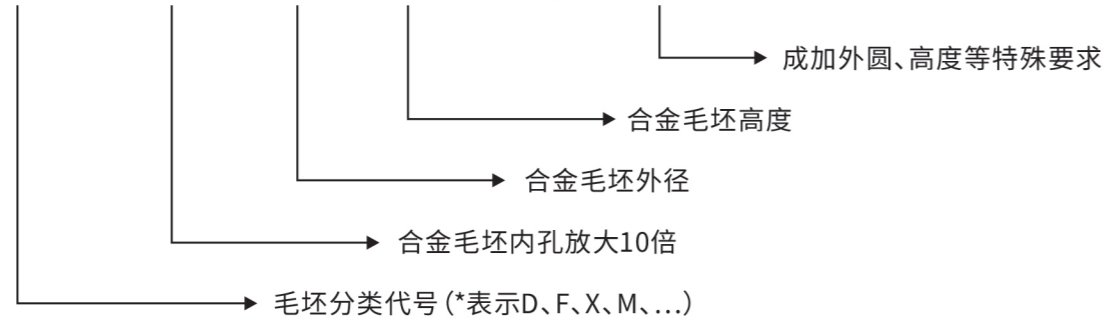 成加外圆、高度等特殊要求
合金毛坯高度
合金毛坯外径
合金毛坯内孔放大10倍
毛坯分类代号(*表示D、F、X、M、...)